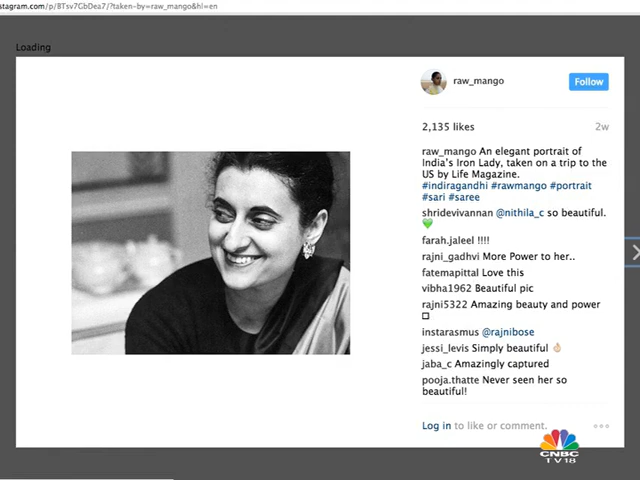 stagram.com/p/BTsv7GbDea7/?taken-by=raw_mango&hl=en
Loading
raw_mango
Follow
2,135 likes
2w
raw_mango An elegant portrait of
India's Iron Lady, taken on a trip to the
US by Life Magazine.
#indiragandhi #rawmango #portrait
#sari #saree
shridevivannan @nithila_c so beautiful.
💚
farah.jaleel !!!!
rajni_gadhvi More Power to her..
fatemapittal Love this
vibha1962 Beautiful pic
rajni5322 Amazing beauty and power
instarasmus @rajnibose
jessi_levis Simply beautiful 👌🏻
jaba_c Amazingly captured
pooja.thatte Never seen her so
beautiful!
Log in to like or comment.
CNBC
TV18